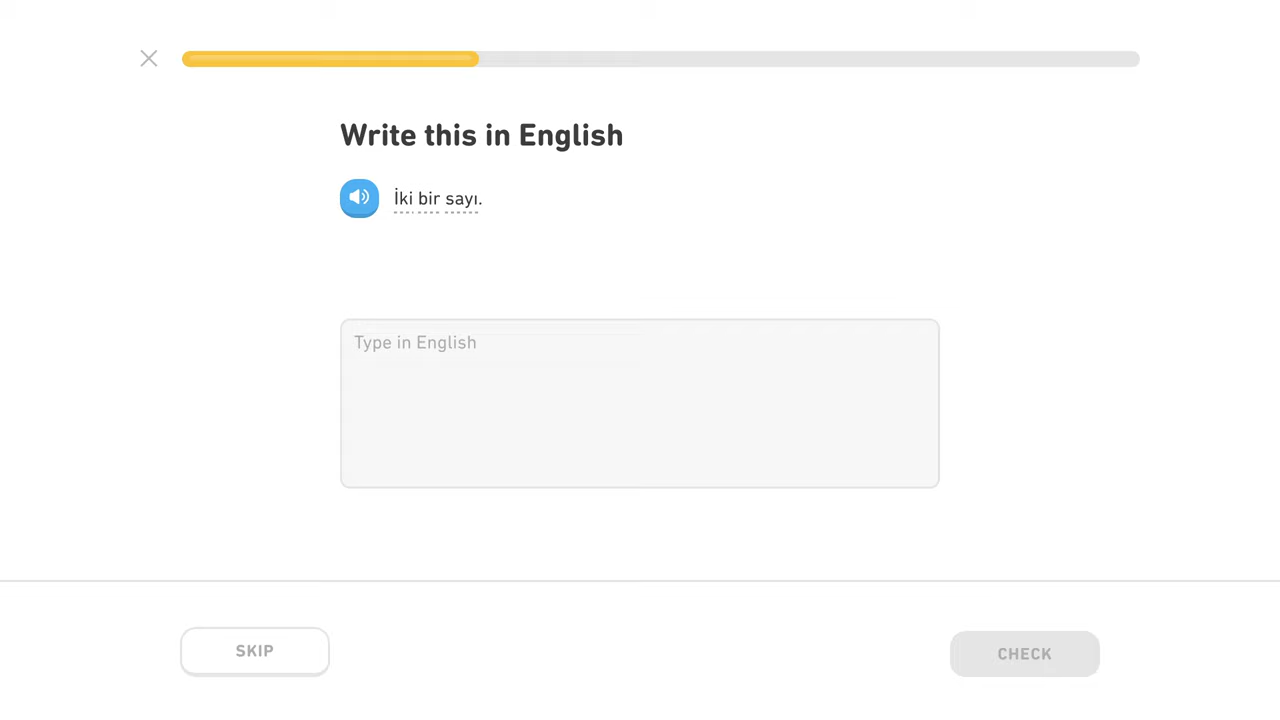 Write this in English
İki bir sayı.
Type in English
SKIP
CHECK